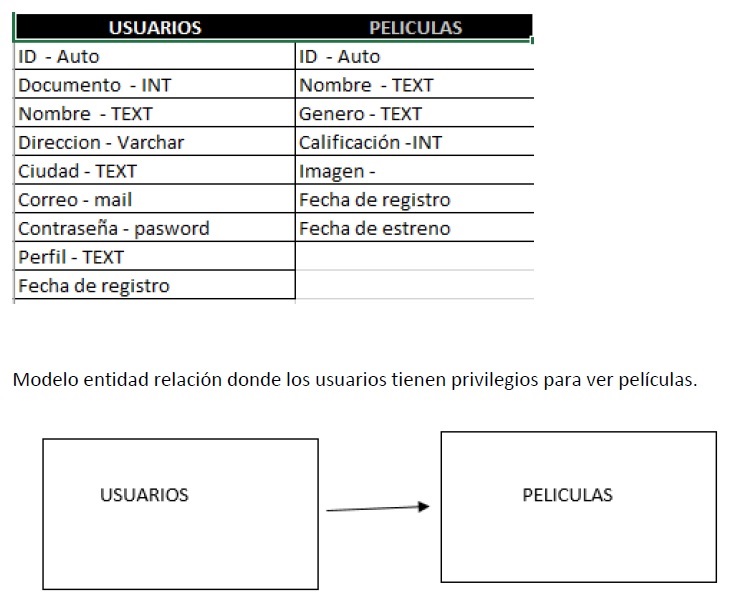 USUARIOS PELICULAS
ID - Auto ID - Auto
Documento - INT Nombre - TEXT
Nombre - TEXT Genero - TEXT
Direccion - Varchar Calificación -INT
Ciudad - TEXT Imagen -
Correo - mail Fecha de registro
Contraseña - pasword Fecha de estreno
Perfil - TEXT
Fecha de registro
Modelo entidad relación donde los usuarios tienen privilegios para ver películas.
USUARIOS PELICULAS